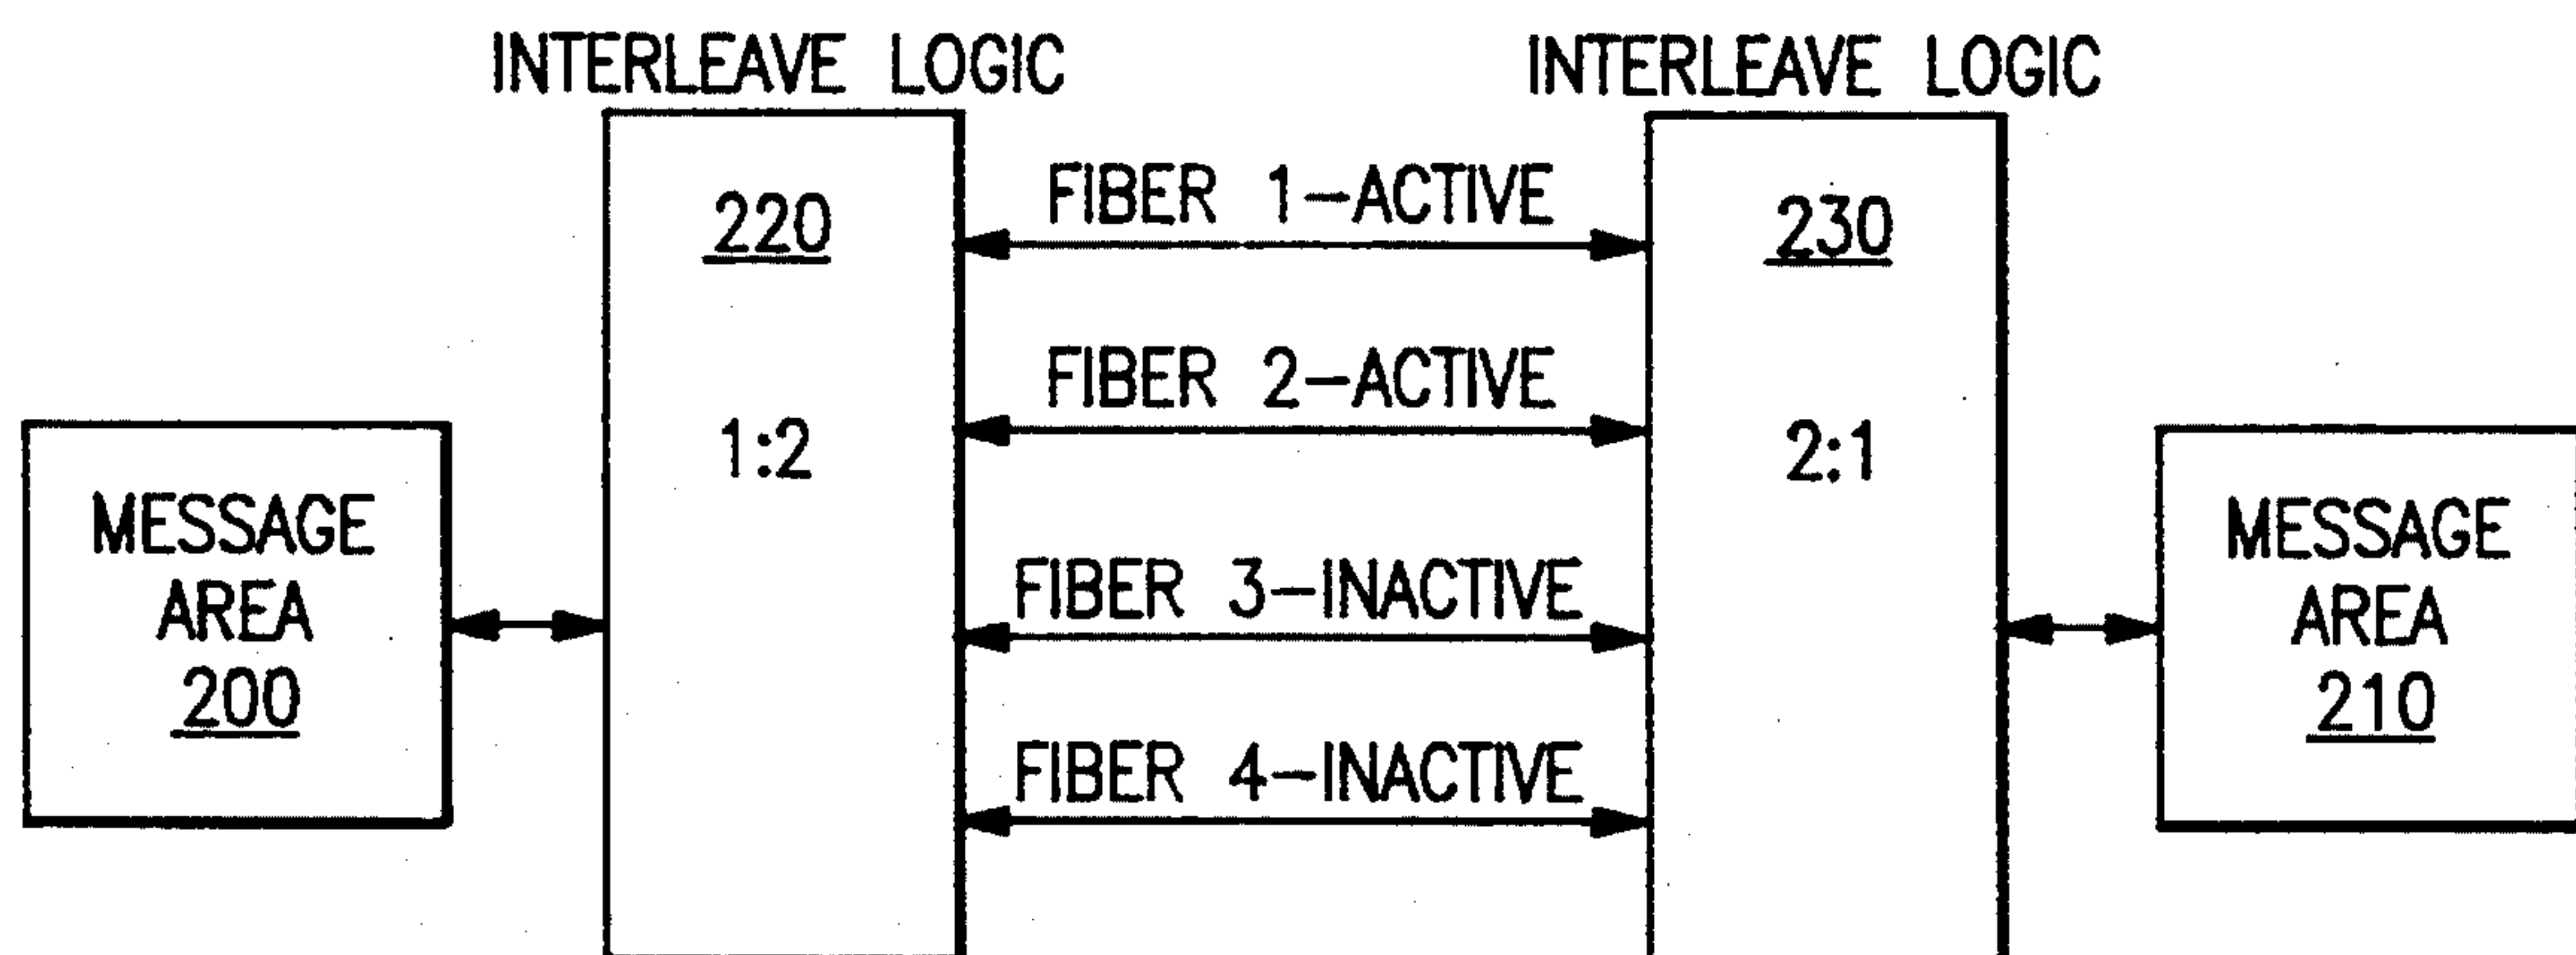 INTERLEAVE LOGIC
INTERLEAVE LOGIC
220
FIBER 1-ACTIVE
230
FIBER 2-ACTIVE
1:2
2:1
MESSAGE
AREA
200
FIBER 3-INACTIVE
FIBER 4-INACTIVE
MESSAGE
AREA
210